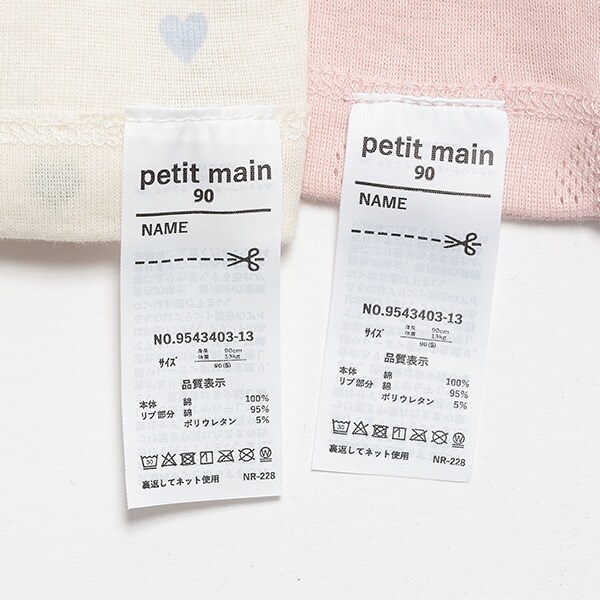 petit main
90
NAME
NO.9543403-13
サイズ
身長 90cm
体重 13kg
90(S)
品質表示
本体 綿 100%
リブ部分 綿 95%
ポリウレタン 5%
30
裏返してネット使用 NR-228
petit main
90
NAME
NO.9543403-13
サイズ
身長 90cm
体重 13kg
90(S)
品質表示
本体 綿 100%
リブ部分 綿 95%
ポリウレタン 5%
30
裏返してネット使用 NR-228